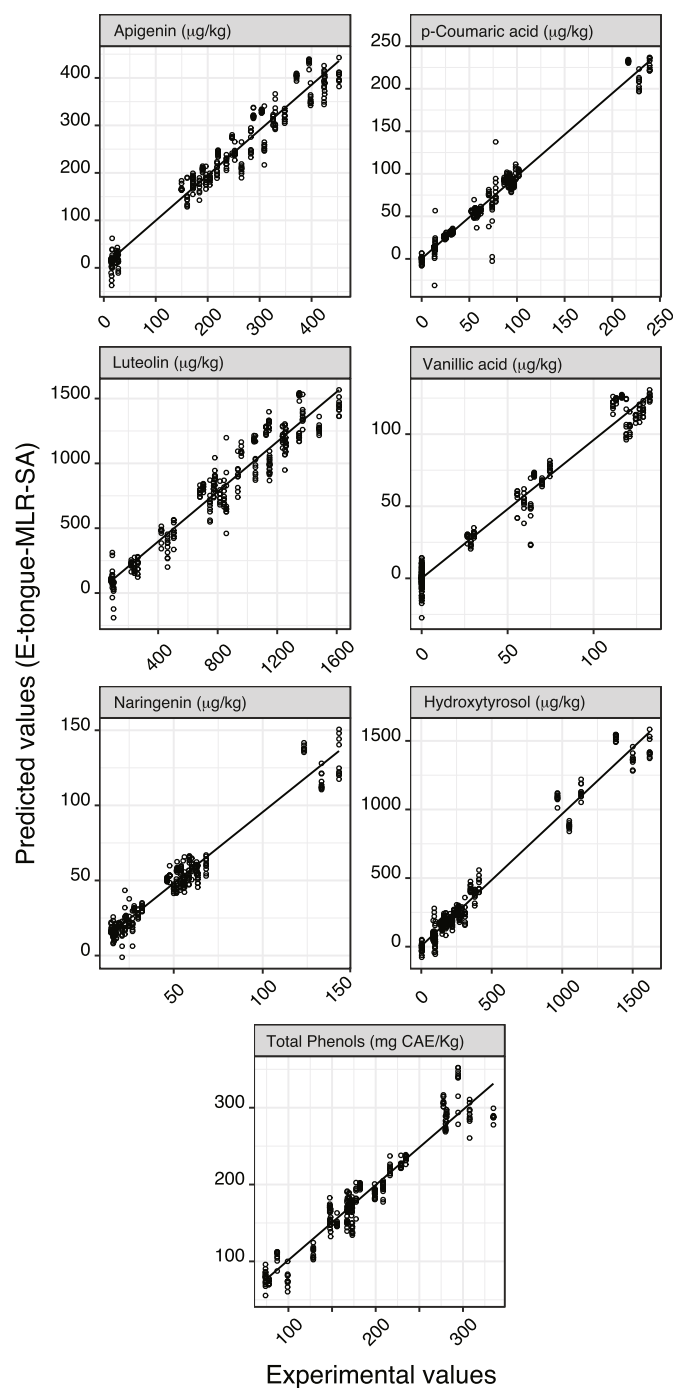 Apigenin (μg/kg)
400
300
200
100
0
0 100 200 300 400
p-Coumaric acid (μg/kg)
250
200
150
100
50
0
0 50 100 150 200 250
Luteolin (μg/kg)
1500
1000
500
0
400 800 1200 1600
Vanillic acid (μg/kg)
100
50
0
0 50 100
Naringenin (μg/kg)
150
100
50
0
50 100 150
Hydroxytyrosol (μg/kg)
1500
1000
500
0
0 500 1000 1500
Total Phenols (mg CAE/Kg)
300
200
100
100 200 300
Predicted values (E-tongue-MLR-SA)
Experimental values